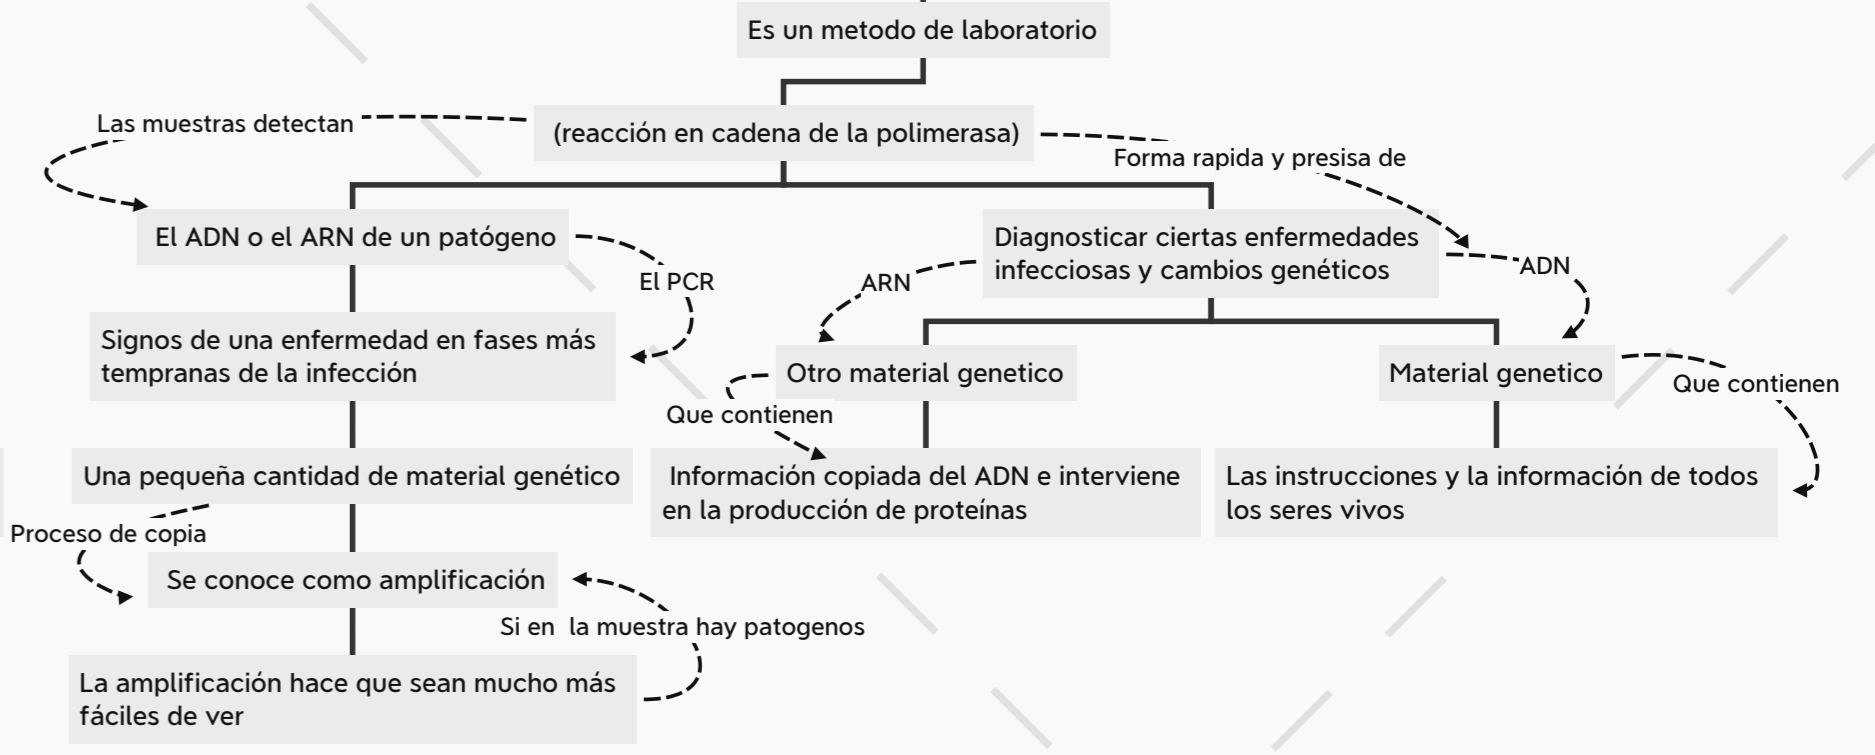 Es un metodo de laboratorio
Las muestras detectan
(reacción en cadena de la polimerasa)
Forma rapida y presisa de
El ADN o el ARN de un patógeno
Diagnosticar ciertas enfermedades
infecciosas y cambios genéticos
El PCR
ARN
ADN
Signos de una enfermedad en fases más
tempranas de la infección
Otro material genetico
Material genetico
Que contienen
Que contienen
Una pequeña cantidad de material genético
Información copiada del ADN e interviene
en la producción de proteínas
Las instrucciones y la información de todos
los seres vivos
Proceso de copia
Se conoce como amplificación
Si en  la muestra hay patogenos
La amplificación hace que sean mucho más
fáciles de ver